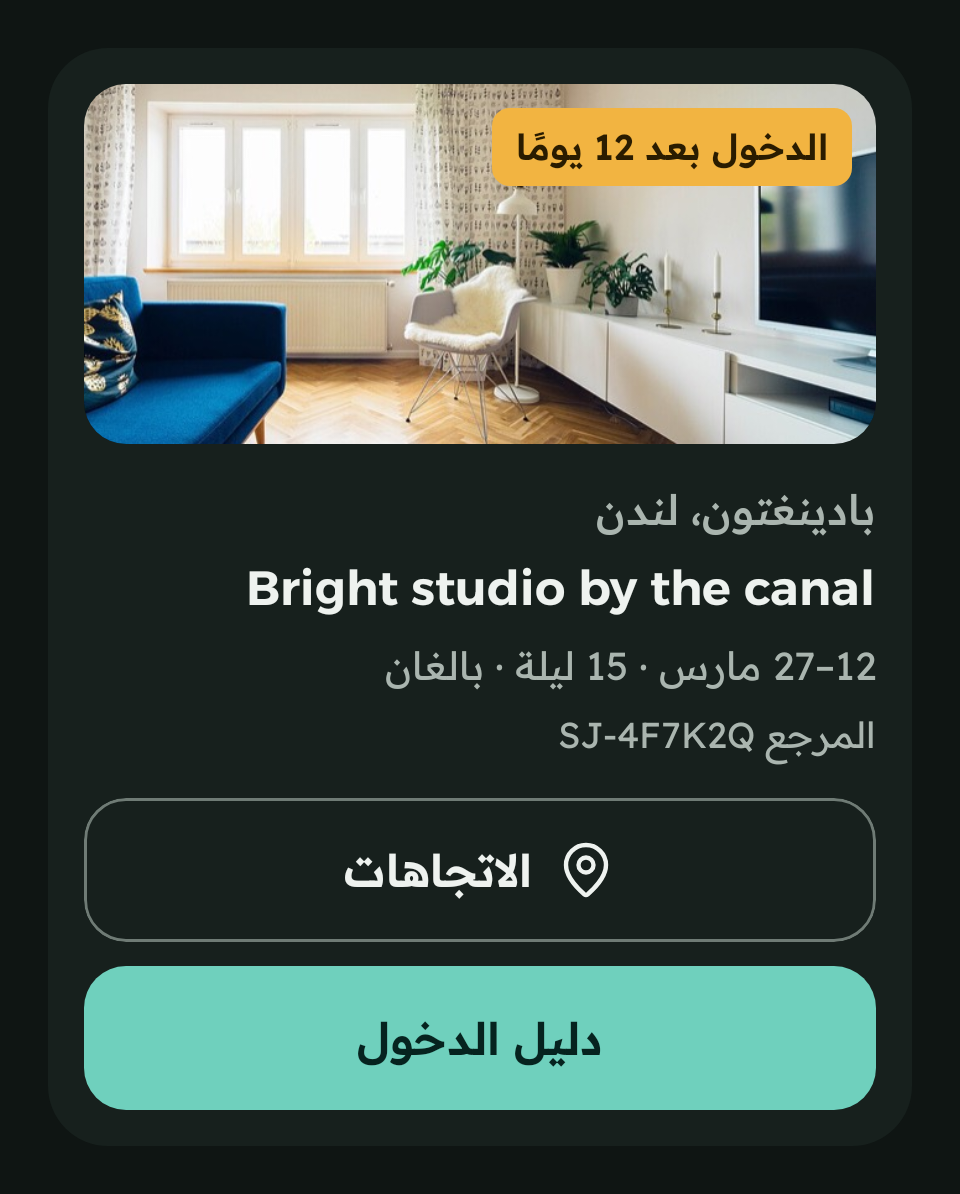 الدخول بعد 12 يومًا
بادينغتون، لندن
Bright studio by the canal
12–27 مارس · 15 ليلة · بالغان
المرجع SJ-4F7K2Q
الاتجاهات
دليل الدخول